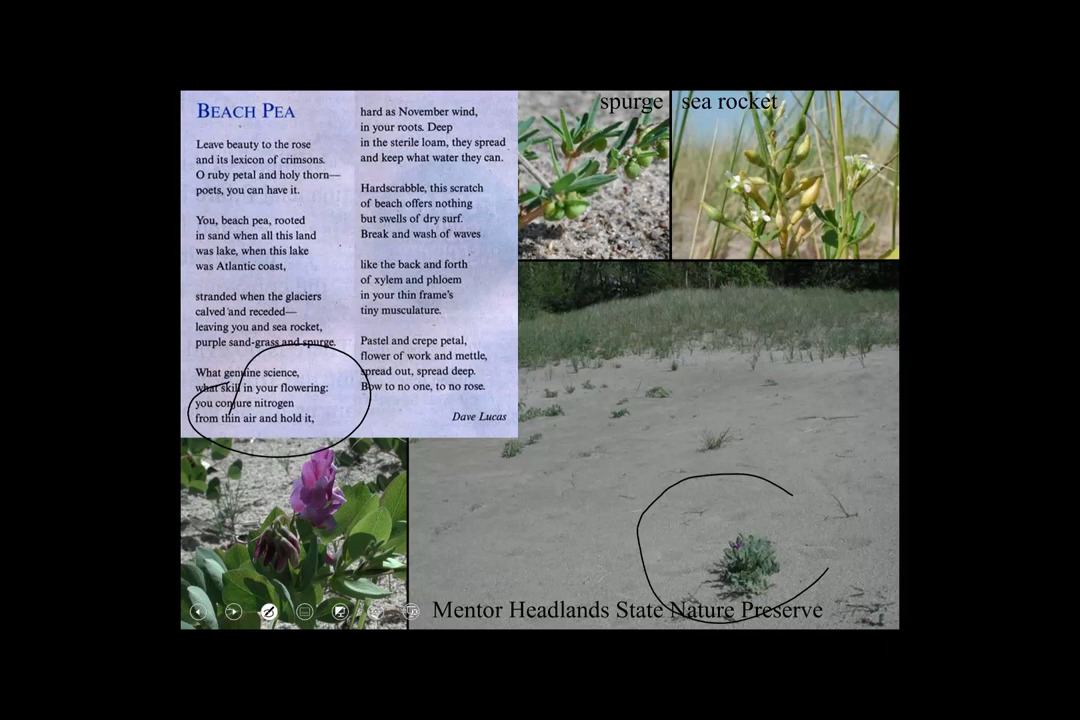 BEACH PEA
Leave beauty to the rose
and its lexicon of crimsons.
O ruby petal and holy thorn—
poets, you can have it.
You, beach pea, rooted
in sand when all this land
was lake, when this lake
was Atlantic coast,
stranded when the glaciers
calved and receded—
leaving you and sea rocket,
purple sand-grass and spurge.
What genuine science,
what skill in your flowering:
you conjure nitrogen
from thin air and hold it,
hard as November wind,
in your roots. Deep
in the sterile loam, they spread
and keep what water they can.
Hardscrabble, this scratch
of beach offers nothing
but swells of dry surf.
Break and wash of waves
like the back and forth
of xylem and phloem
in your thin frame's
tiny musculature.
Pastel and crepe petal,
flower of work and mettle,
spread out, spread deep.
Bow to no one, to no rose.
Dave Lucas
spurge
sea rocket
Mentor Headlands State Nature Preserve